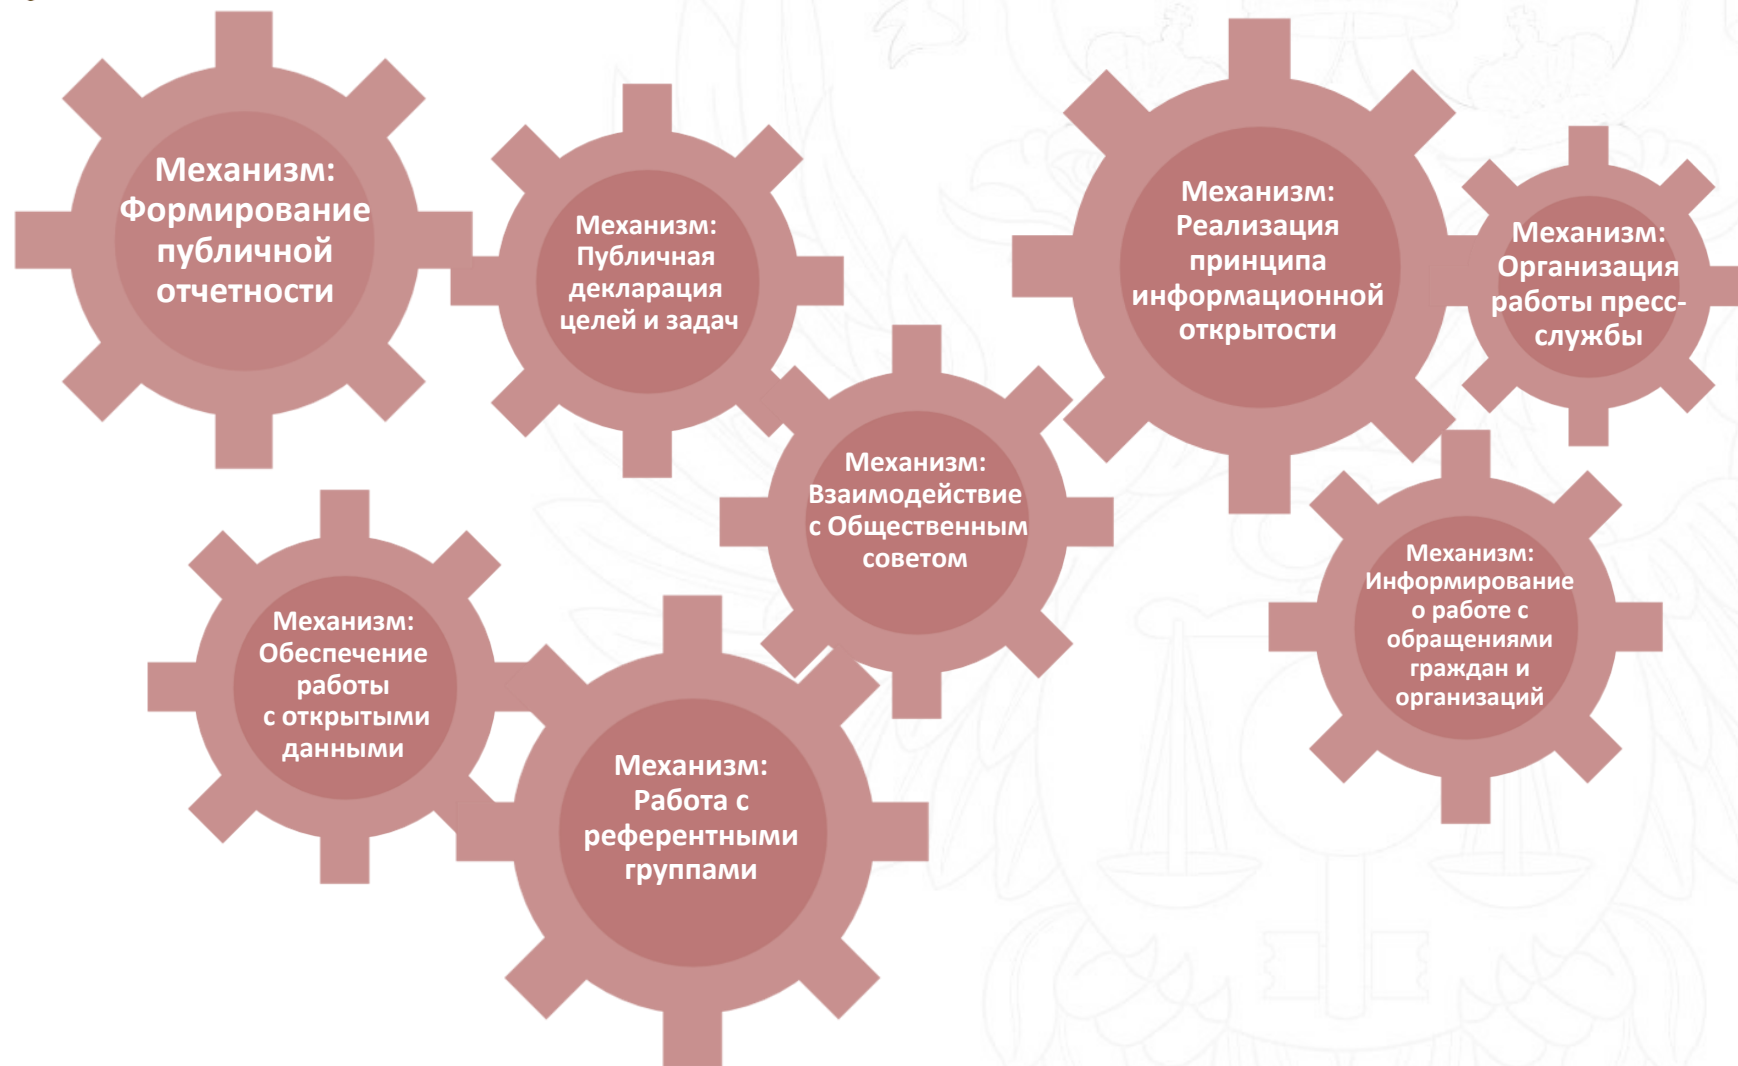 Механизм:
Формирование
публичной
отчетности
Механизм:
Публичная
декларация
целей и задач
Механизм:
Реализация
принципа
информационной
открытости
Механизм:
Организация
работы пресс-
службы
Механизм:
Взаимодействие
с Общественным
советом
Механизм:
Информирование
о работе с
обращениями
граждан и
организаций
Механизм:
Обеспечение
работы
с открытыми
данными
Механизм:
Работа с
референтными
группами